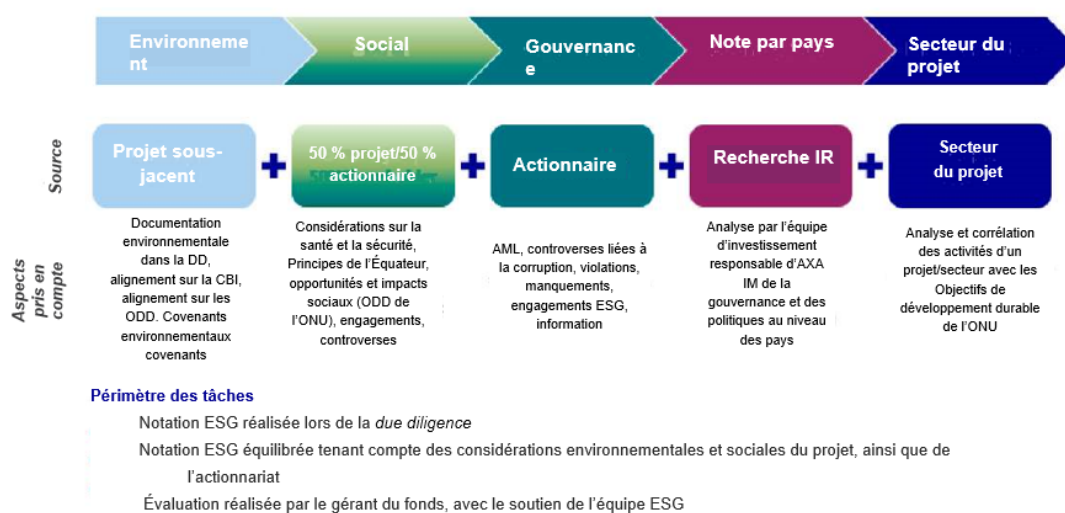 Environneme
nt
Social
Gouvernanc
e
Note par pays
Secteur du
projet
Source
Projet sous-
jacent
50 % projet/50 %
actionnaire
Actionnaire
Recherche IR
Secteur
du projet
Aspects
pris en
compte
Documentation
environnementale
dans la DD,
alignement sur la CBI,
alignement sur les
ODD. Covenants
environnementaux
covenants
Considérations sur la
santé et la sécurité,
Principes de l'Équateur,
opportunités et impacts
sociaux (ODD de
l'ONU), engagements,
controverses
AML, controverses liées à
la corruption, violations,
manquements,
engagements ESG,
information
Analyse par l'équipe
d'investissement
responsable d'AXA
IM de la
gouvernance et des
politiques au niveau
des pays
Analyse et corrélation
des activités d'un
projet/secteur avec les
Objectifs de
développement durable
de l'ONU
Périmètre des tâches
Notation ESG réalisée lors de la due diligence
Notation ESG équilibrée tenant compte des considérations environnementales et sociales du projet, ainsi que de
l'actionnariat
Évaluation réalisée par le gérant du fonds, avec le soutien de l'équipe ESG